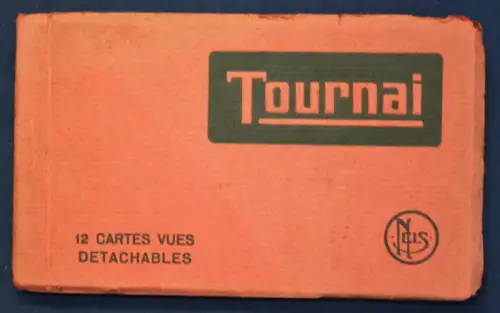 Tournai
12 CARTES VUES
DETACHABLES
NELS